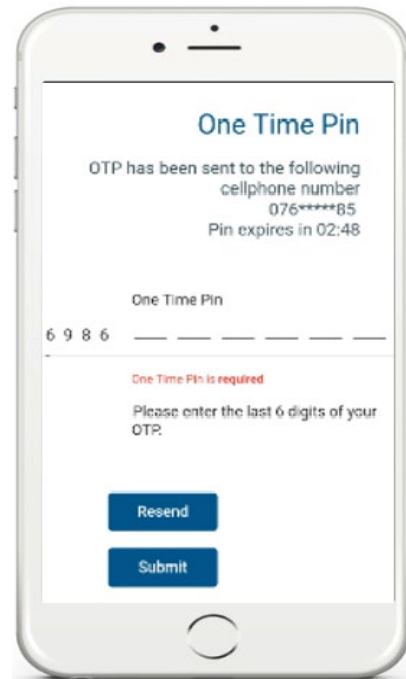 One Time Pin
OTP has been sent to the following
cellphone number
076*****85
Pin expires in 02:48
One Time Pin
6 9 8 6 _ _ _ _ _ _
One Time Pin is required
Please enter the last 6 digits of your
OTP.
Resend
Submit